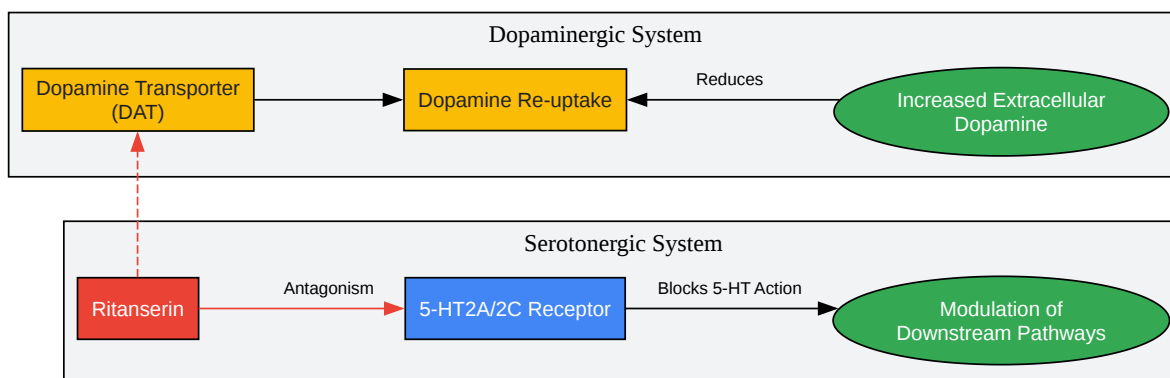 Dopaminergic System
Dopamine Transporter
(DAT)
Dopamine Re-uptake
Reduces
Increased Extracellular
Dopamine
Serotonergic System
Ritanserin
Antagonism
5-HT2A/2C Receptor
Blocks 5-HT Action
Modulation of
Downstream Pathways